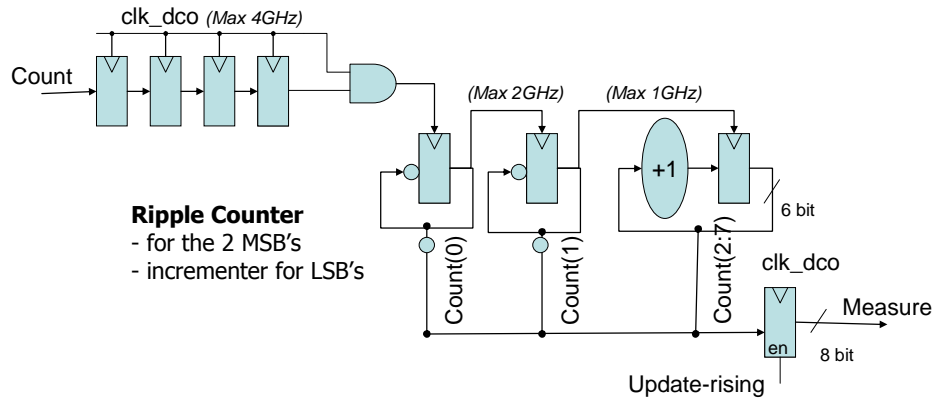 clk_dco (Max 4GHz)
Count
(Max 2GHz)
(Max 1GHz)
+1
6 bit
Ripple Counter
- for the 2 MSB's
- incrementer for LSB's
Count(0)
Count(1)
Count(2:7)
clk_dco
Measure
en
8 bit
Update-rising